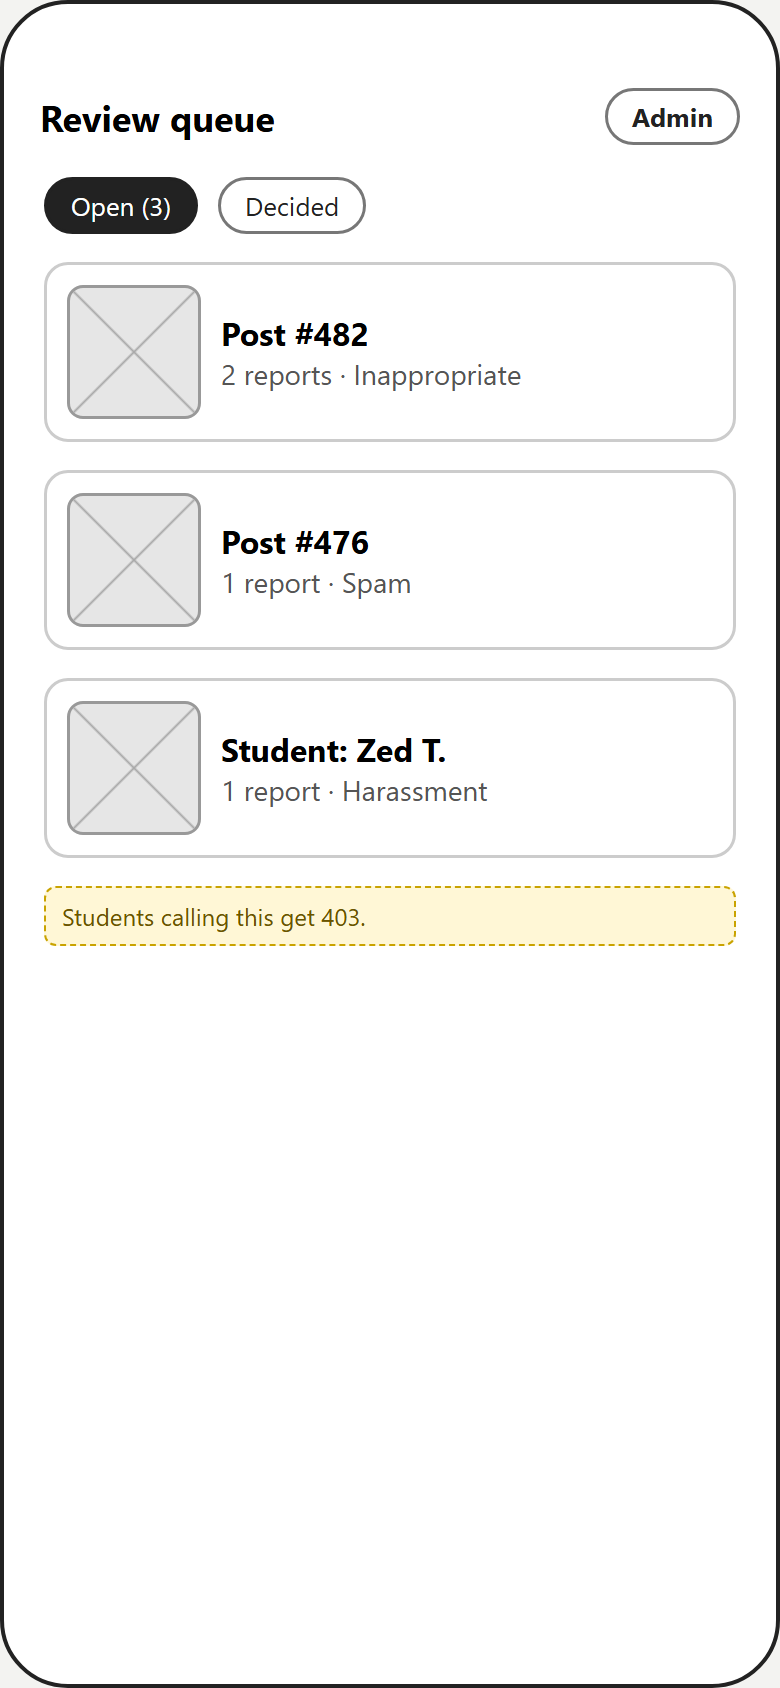 Review queue
Admin
Open (3)
Decided
Post #482
2 reports · Inappropriate
Post #476
1 report · Spam
Student: Zed T.
1 report · Harassment
Students calling this get 403.